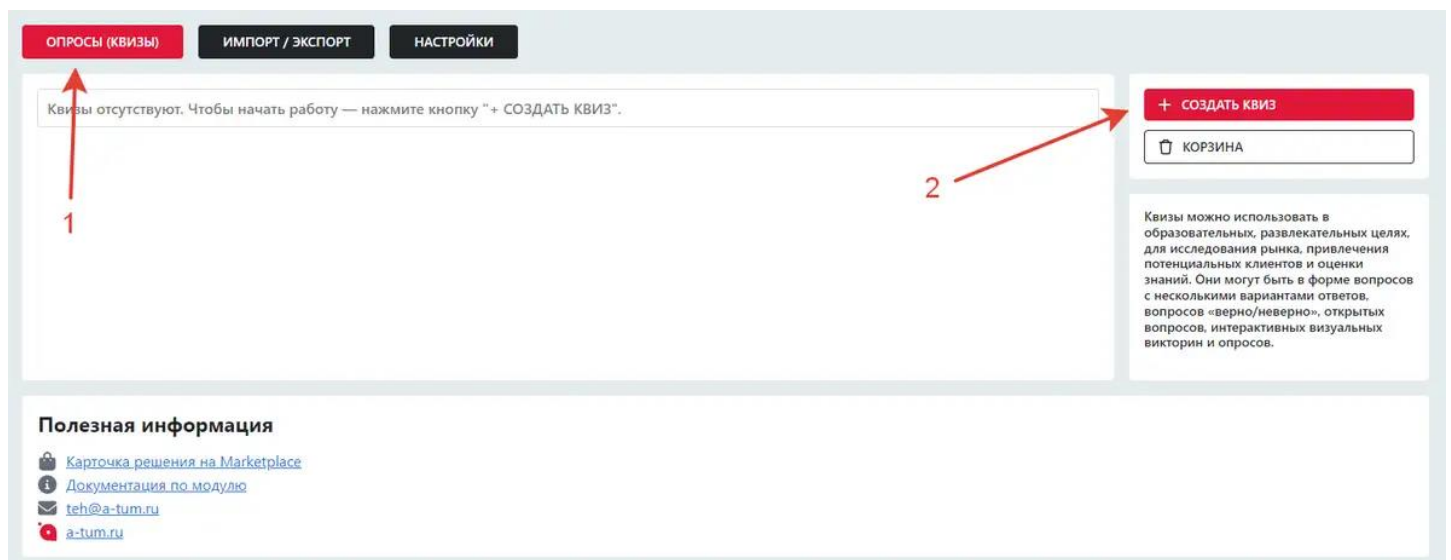 ОПРОСЫ (КВИЗЫ)
ИМПОРТ / ЭКСПОРТ
НАСТРОЙКИ
Квизы отсутствуют. Чтобы начать работу — нажмите кнопку "+ СОЗДАТЬ КВИЗ".
1
2
+ СОЗДАТЬ КВИЗ
КОРЗИНА
Квизы можно использовать в
образовательных, развлекательных целях,
для исследования рынка, привлечения
потенциальных клиентов и оценки
знаний. Они могут быть в форме вопросов
с несколькими вариантами ответов,
вопросов «верно/неверно», открытых
вопросов, интерактивных визуальных
викторин и опросов.
Полезная информация
Карточка решения на Marketplace
Документация по модулю
teh@a-tum.ru
a-tum.ru